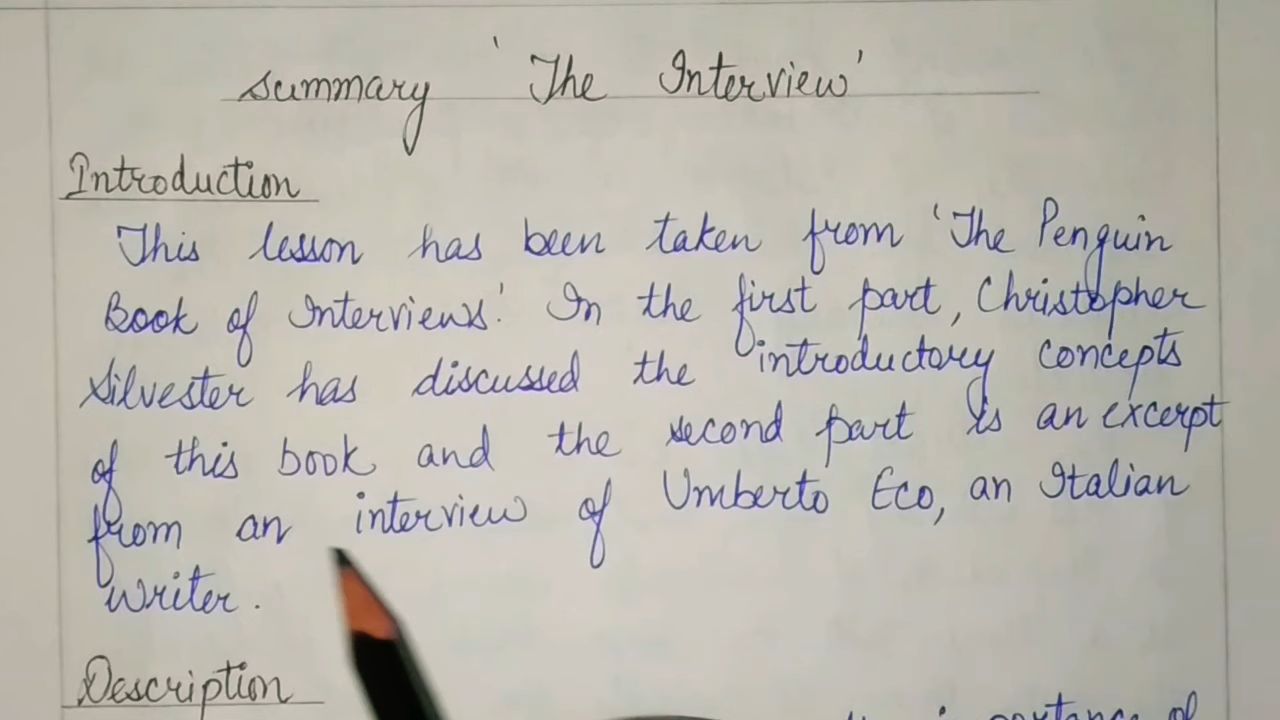 Summary 'The Interview'
Introduction
This lesson has been taken from 'The Penguin
Book of Interviews'. In the first part, Christopher
Silvester has discussed the introductory concepts
of this book and the second part is an excerpt
from an interview of Umberto Eco, an Italian
writer.
Description
of